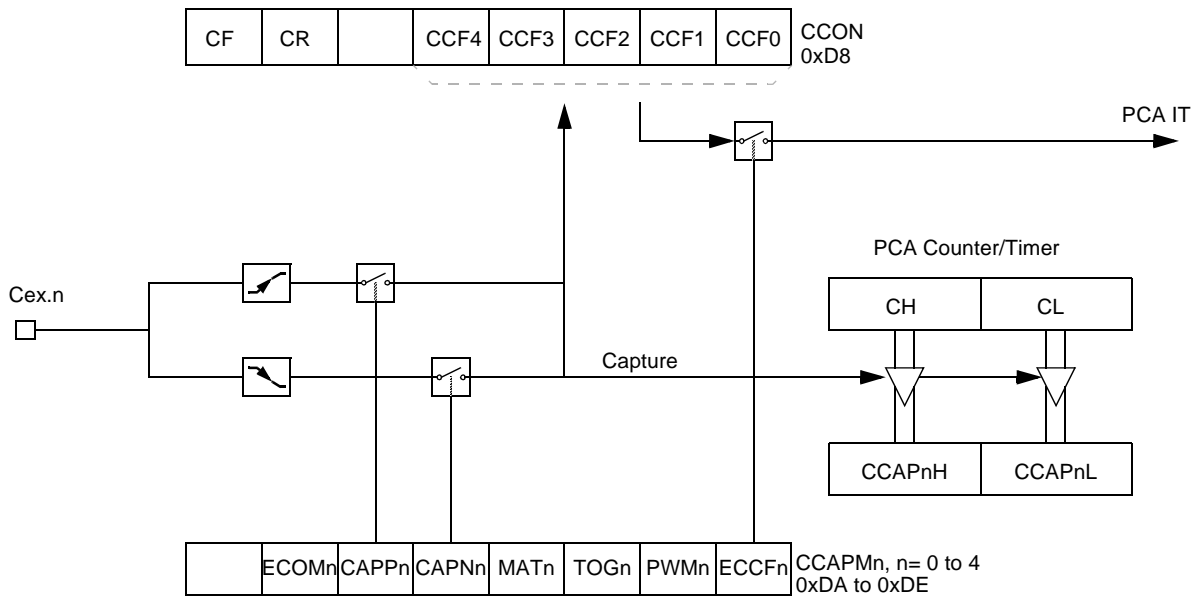 CF CR CCF4 CCF3 CCF2 CCF1 CCF0 CCON
0xD8
PCA IT
PCA Counter/Timer
Cex.n
CH CL
Capture
CCAPnH CCAPnL
ECOMn CAPPn CAPNn MATn TOGn PWMn ECCFn CCAPMn, n= 0 to 4
0xDA to 0xDE